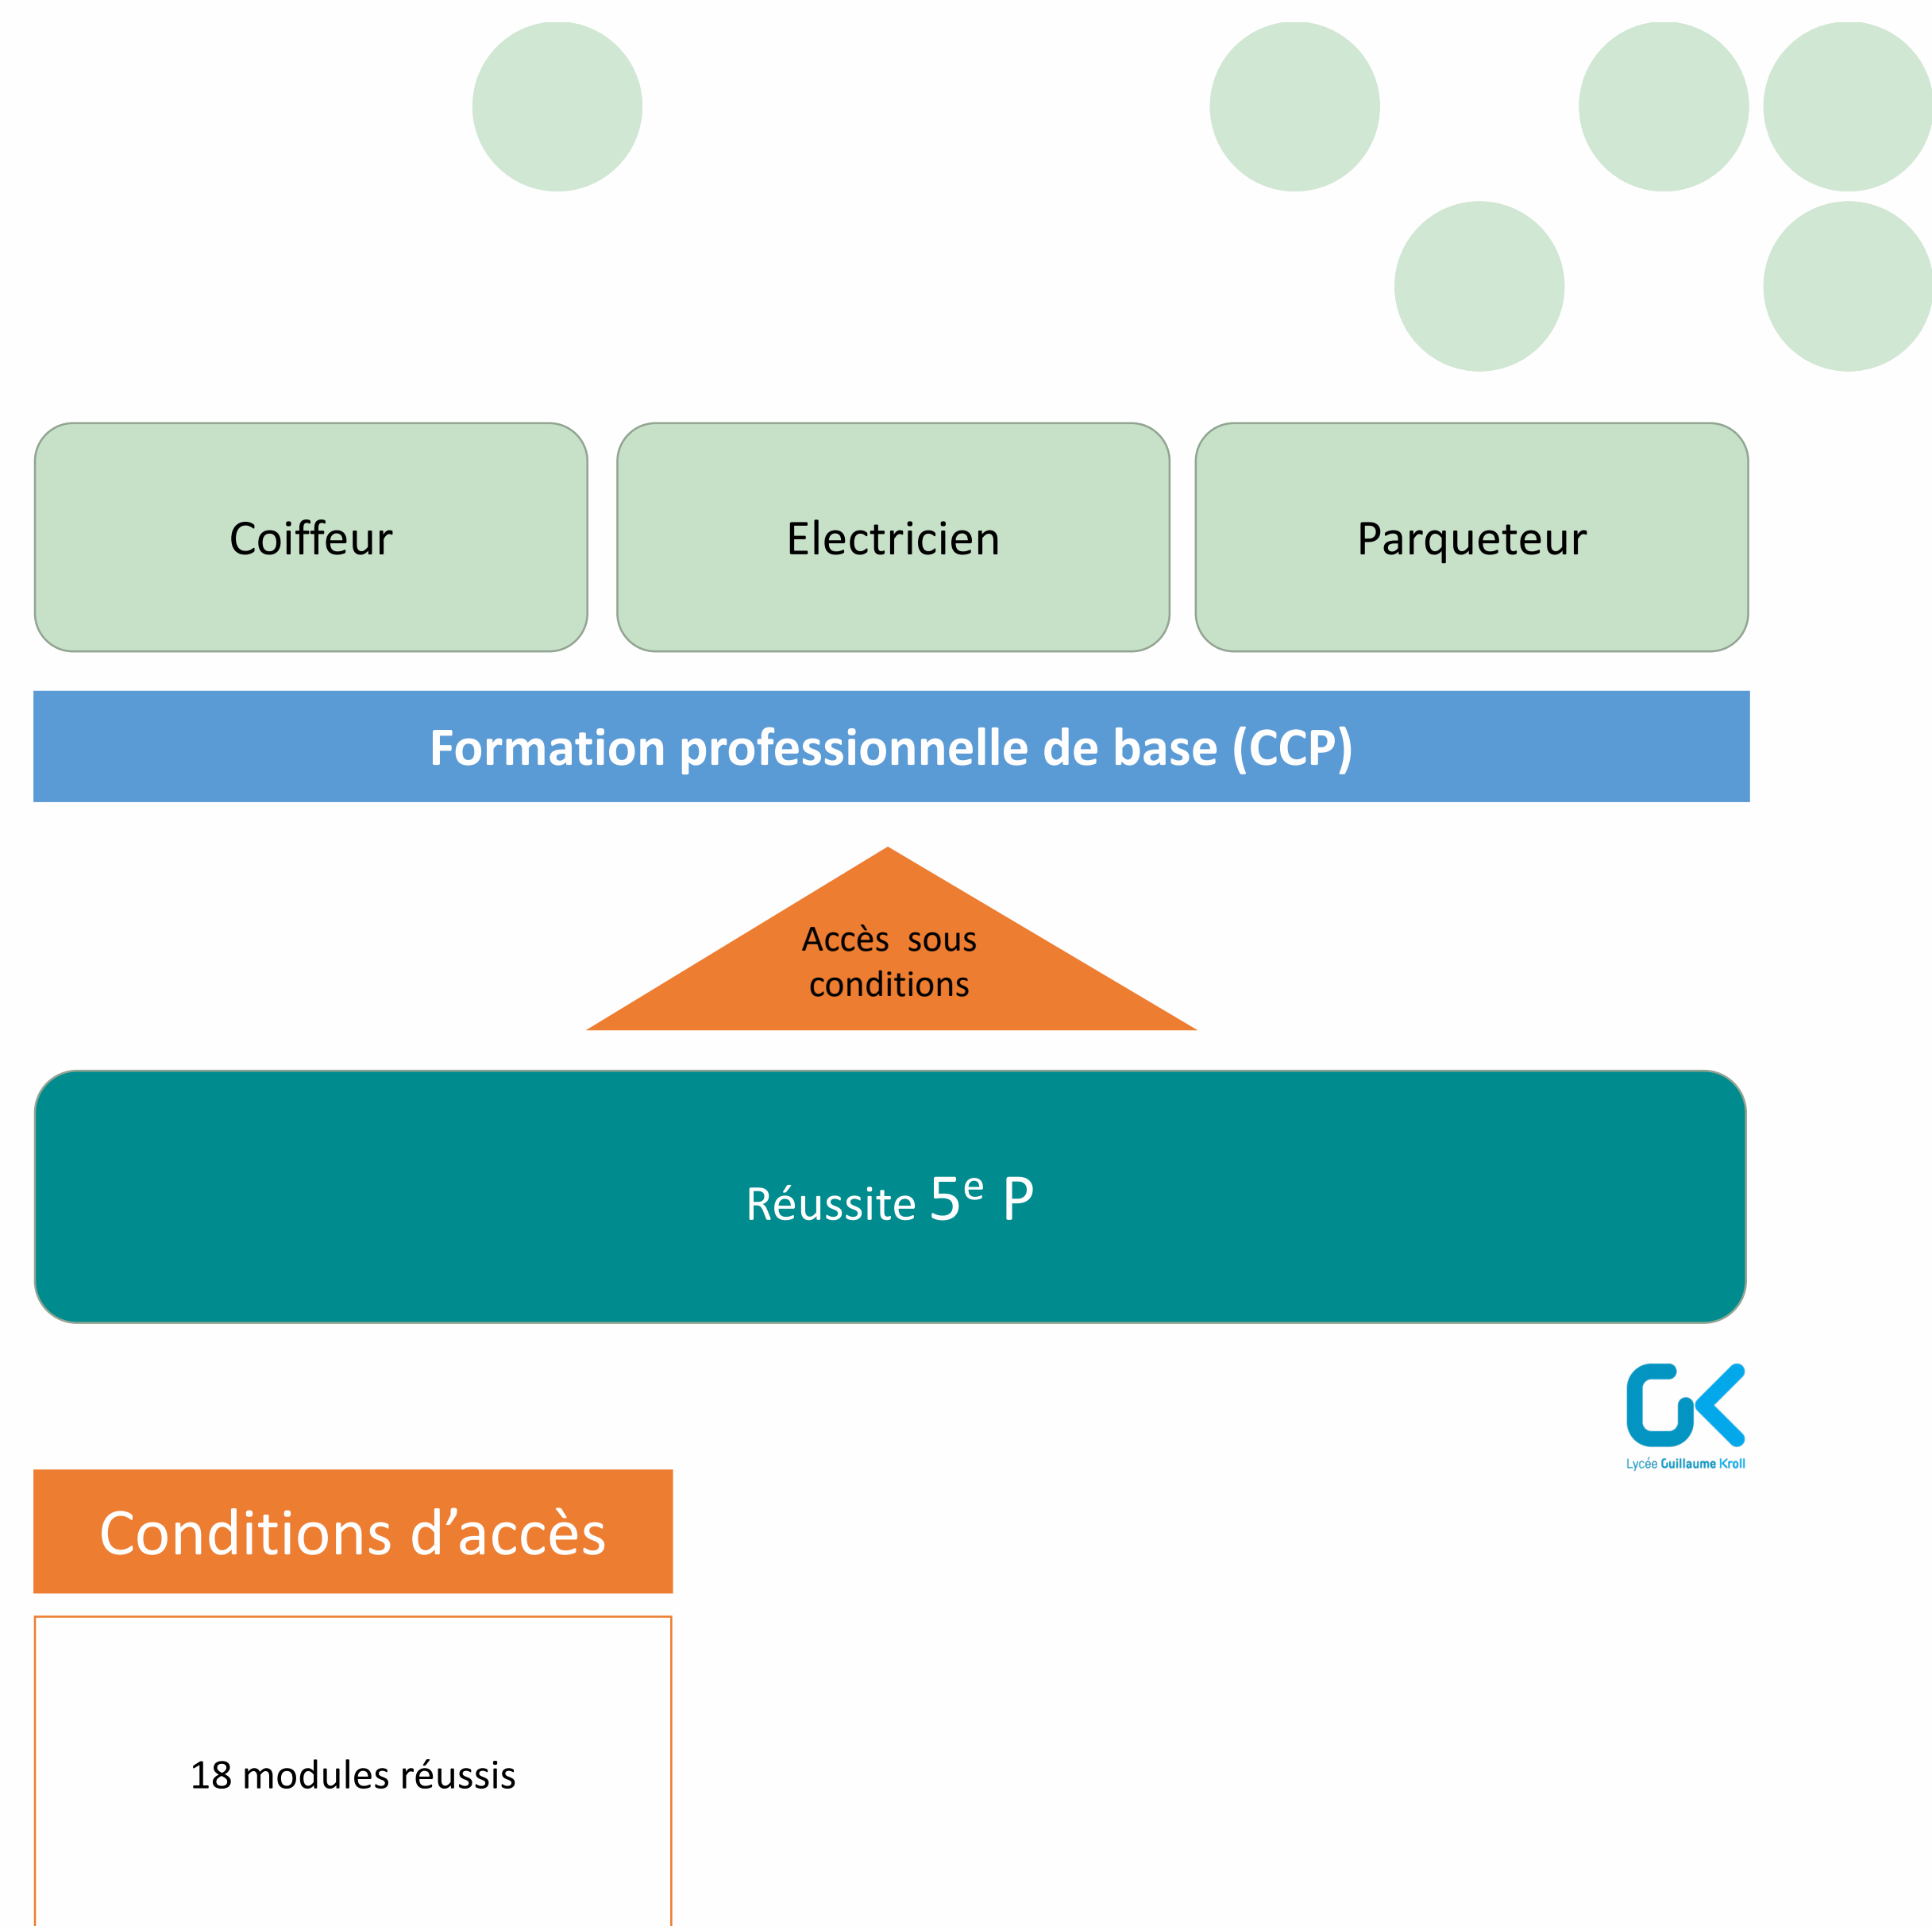 Coiffeur
Electricien
Parqueteur
Formation professionnelle de base (CCP)
Accès sous
conditions
Réussite 5e P
GK
Lycée Guillaume Kroll
Conditions d’accès
18 modules réussis